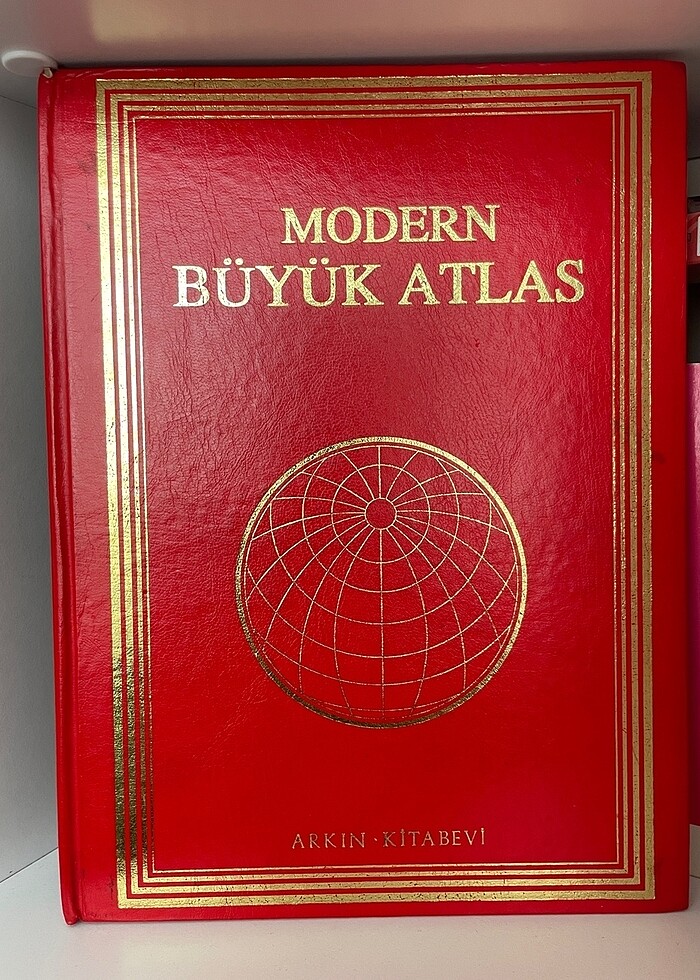 MODERN
BÜYÜK ATLAS
ARKIN · KİTABEVİ